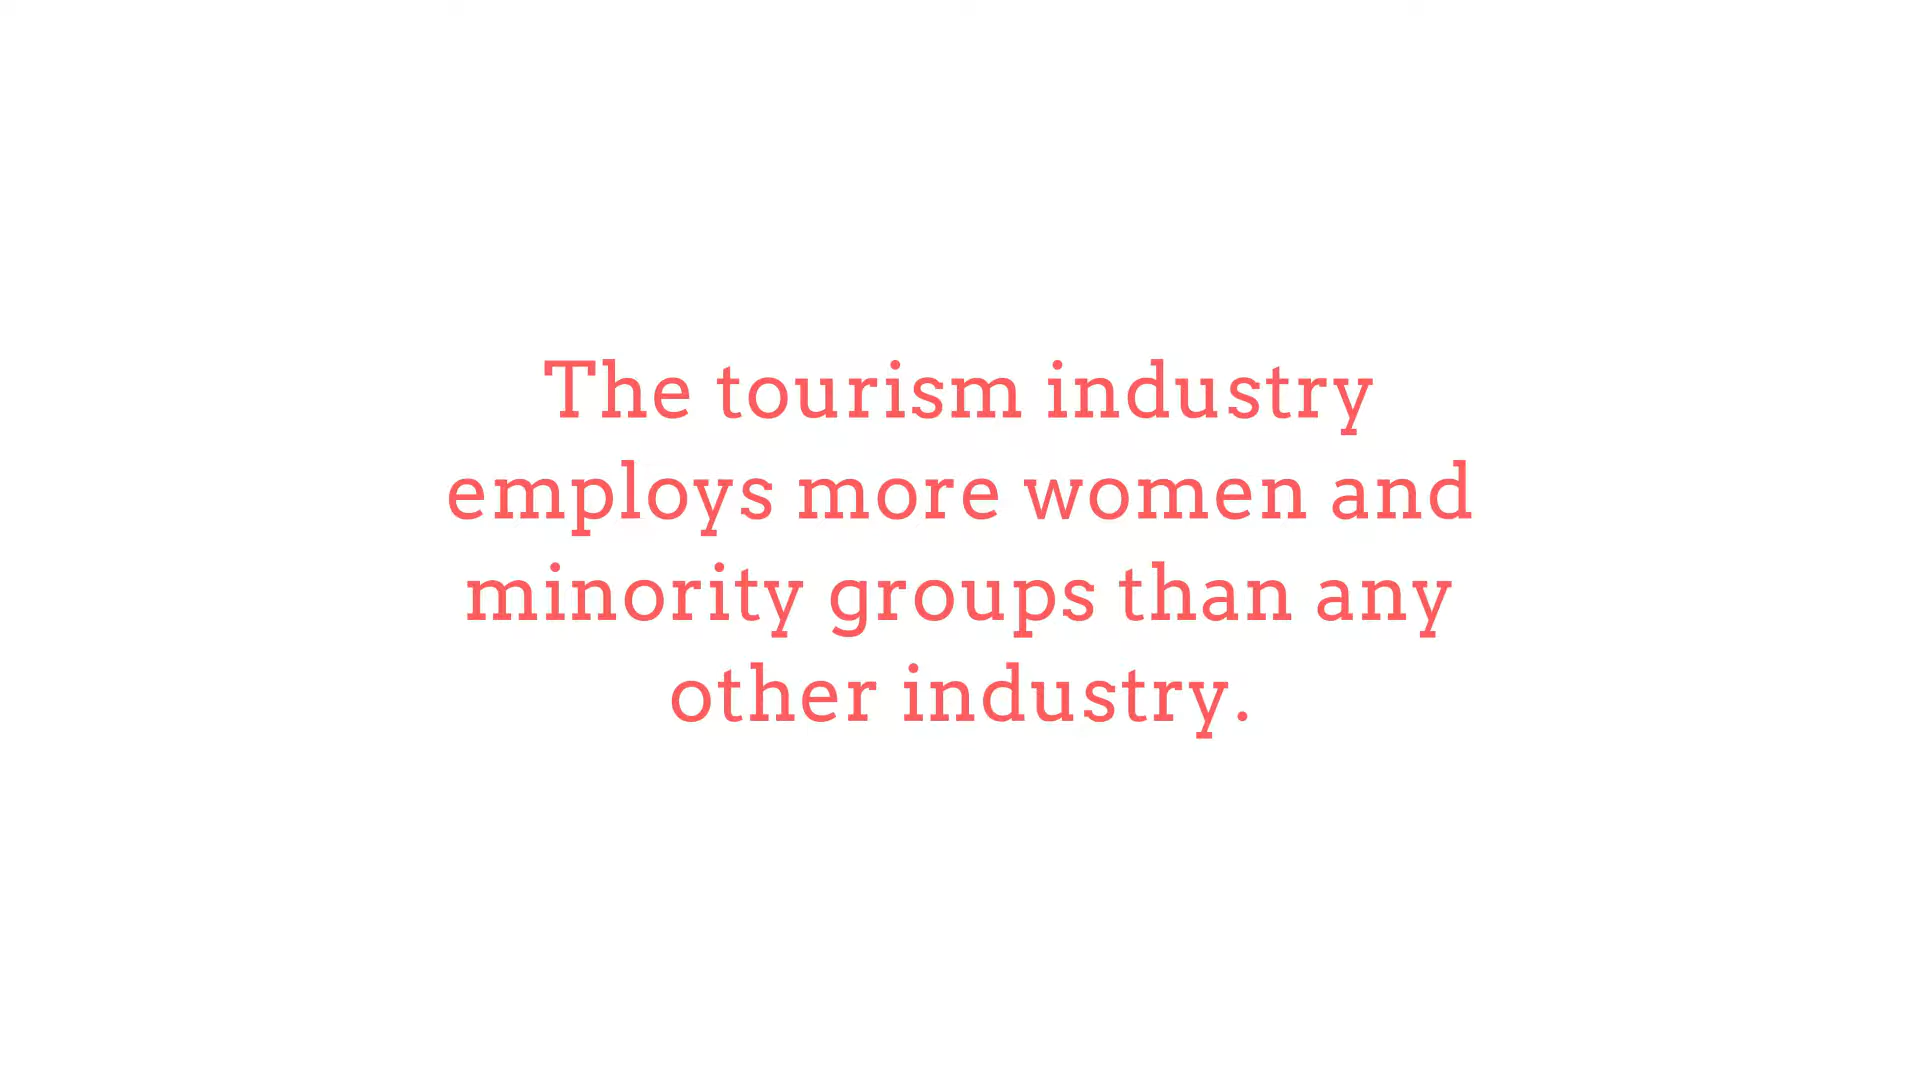 The tourism industry
employs more women and
minority groups than any
other industry.